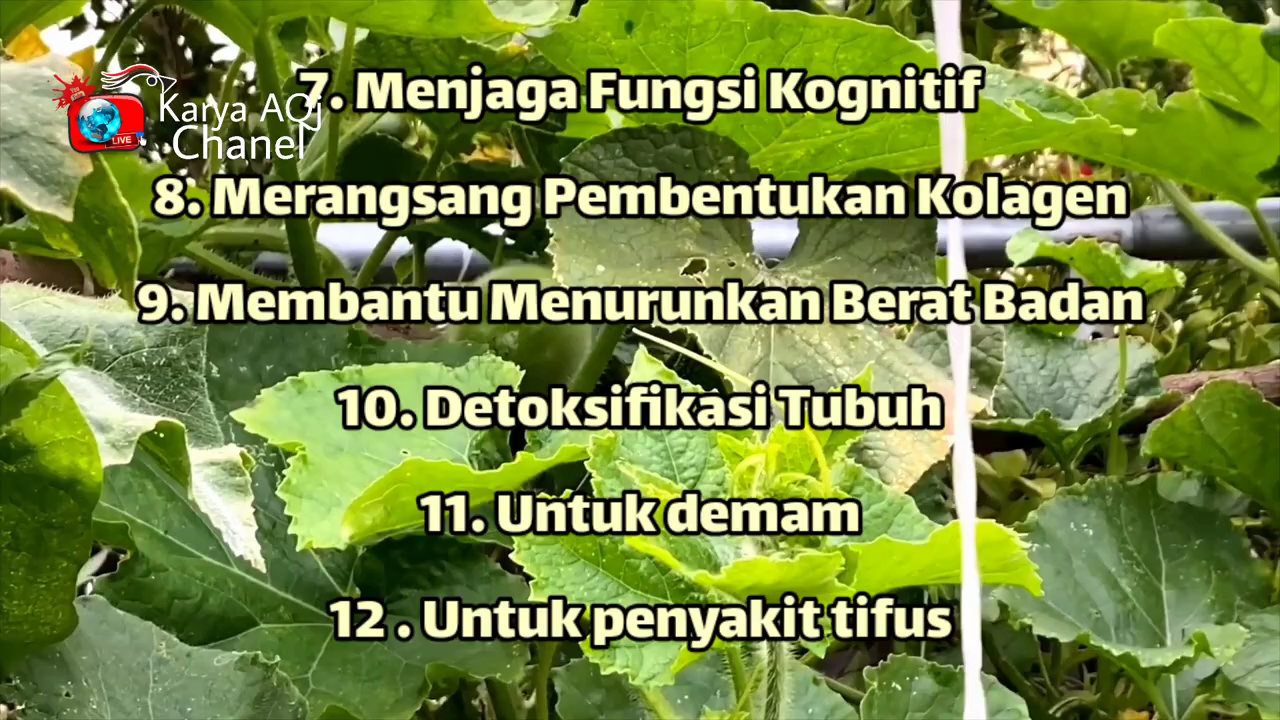 7. Menjaga Fungsi Kognitif
Karya AQj
Chanel
LIVE
8. Merangsang Pembentukan Kolagen
9. Membantu Menurunkan Berat Badan
10. Detoksifikasi Tubuh
11. Untuk demam
12 . Untuk penyakit tifus